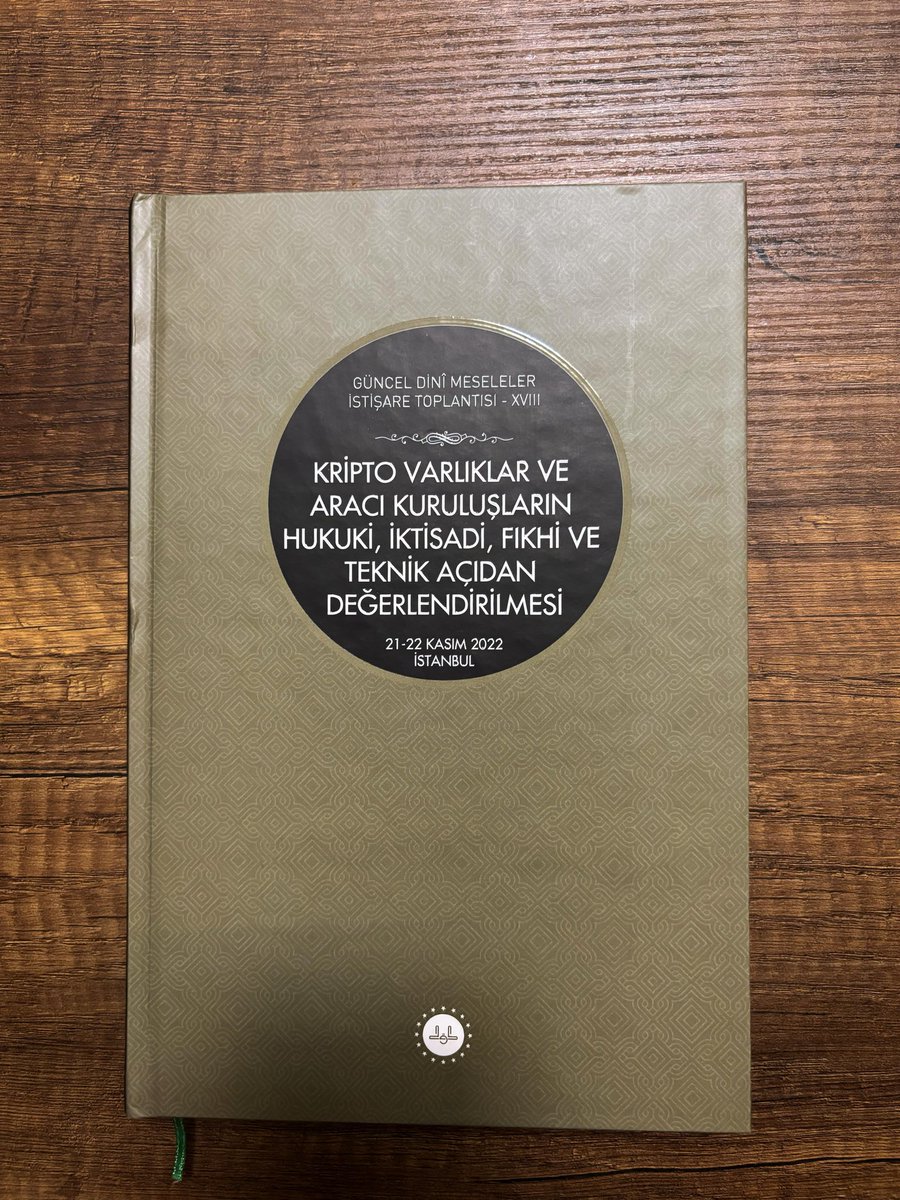 GÜNCEL DİNÎ MESELELER
İSTİŞARE TOPLANTISI - XVIII
KRİPTO VARLIKLAR VE
ARACI KURULUŞLARIN
HUKUKİ, İKTİSADİ, FIKHİ VE
TEKNİK AÇIDAN
DEĞERLENDİRİLMESİ
21-22 KASIM 2022
İSTANBUL